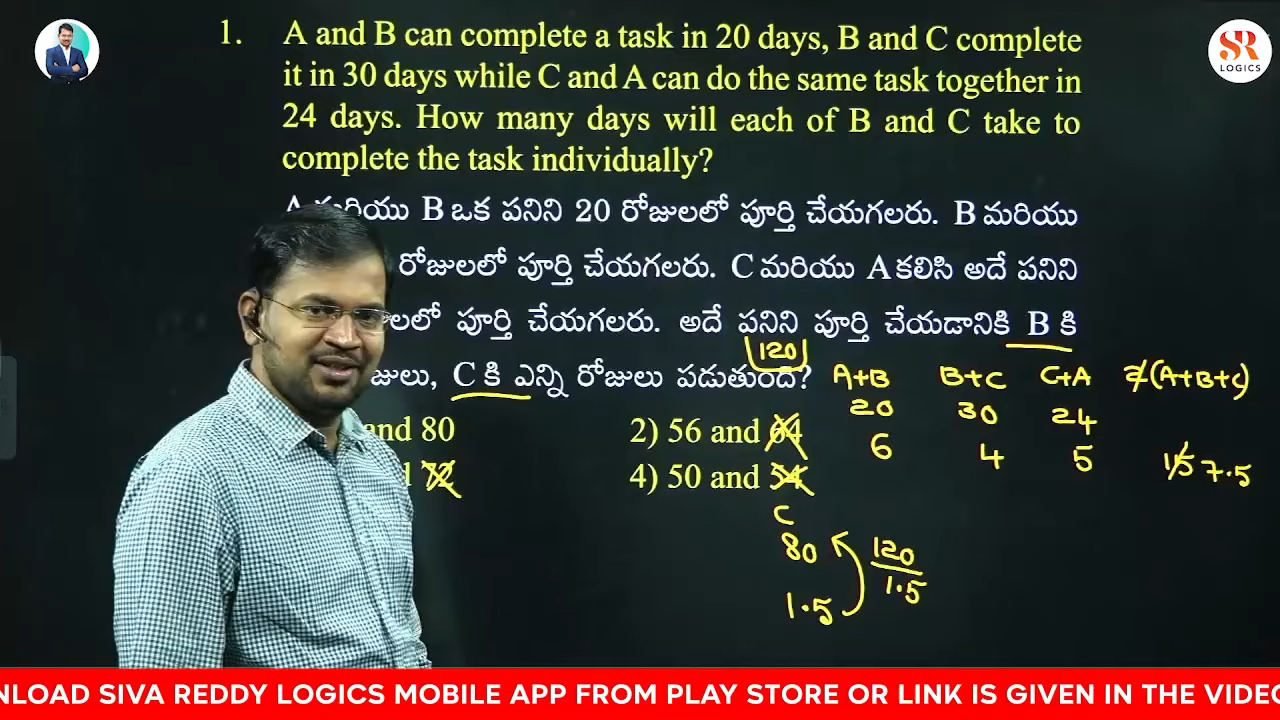 SR
LOGICS
1. A and B can complete a task in 20 days, B and C complete
it in 30 days while C and A can do the same task together in
24 days. How many days will each of B and C take to
complete the task individually?
A మరియు B ఒక పనిని 20 రోజులలో పూర్తి చేయగలరు. B మరియు
రోజులలో పూర్తి చేయగలరు. C మరియు A కలిసి అదే పనిని
లలో పూర్తి చేయగలరు. అదే పనిని పూర్తి చేయడానికి B కి
జులు, C కి ఎన్ని రోజులు పడుతుంది?
120
A+B B+C C+A 2(A+B+C)
20 30 24
6 4 5 15 7.5
and 80 2) 56 and 64
72 4) 50 and 54
C
80 120
1.5 1.5
NLOAD SIVA REDDY LOGICS MOBILE APP FROM PLAY STORE OR LINK IS GIVEN IN THE VIDEO